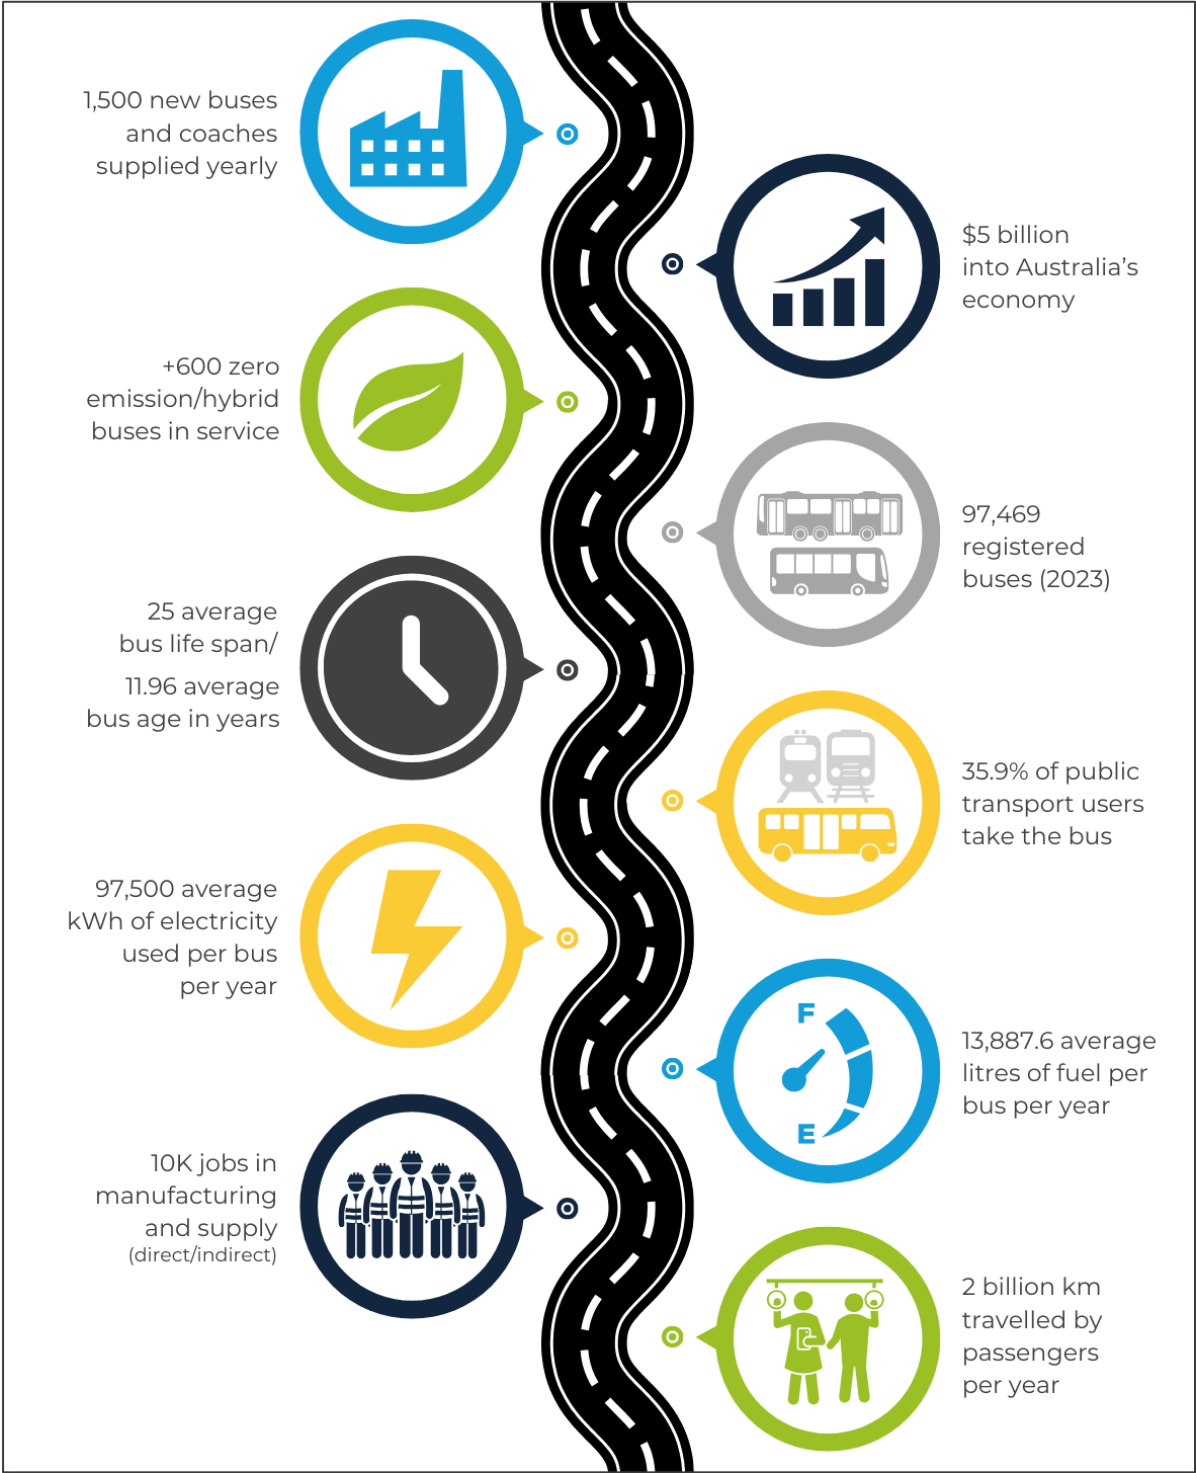 1,500 new buses
and coaches
supplied yearly
$5 billion
into Australia’s
economy
+600 zero
emission/hybrid
buses in service
97,469
registered
buses (2023)
25 average
bus life span/
11.96 average
bus age in years
35.9% of public
transport users
take the bus
97,500 average
kWh of electricity
used per bus
per year
F
E
13,887.6 average
litres of fuel per
bus per year
10K jobs in
manufacturing
and supply
(direct/indirect)
2 billion km
travelled by
passengers
per year